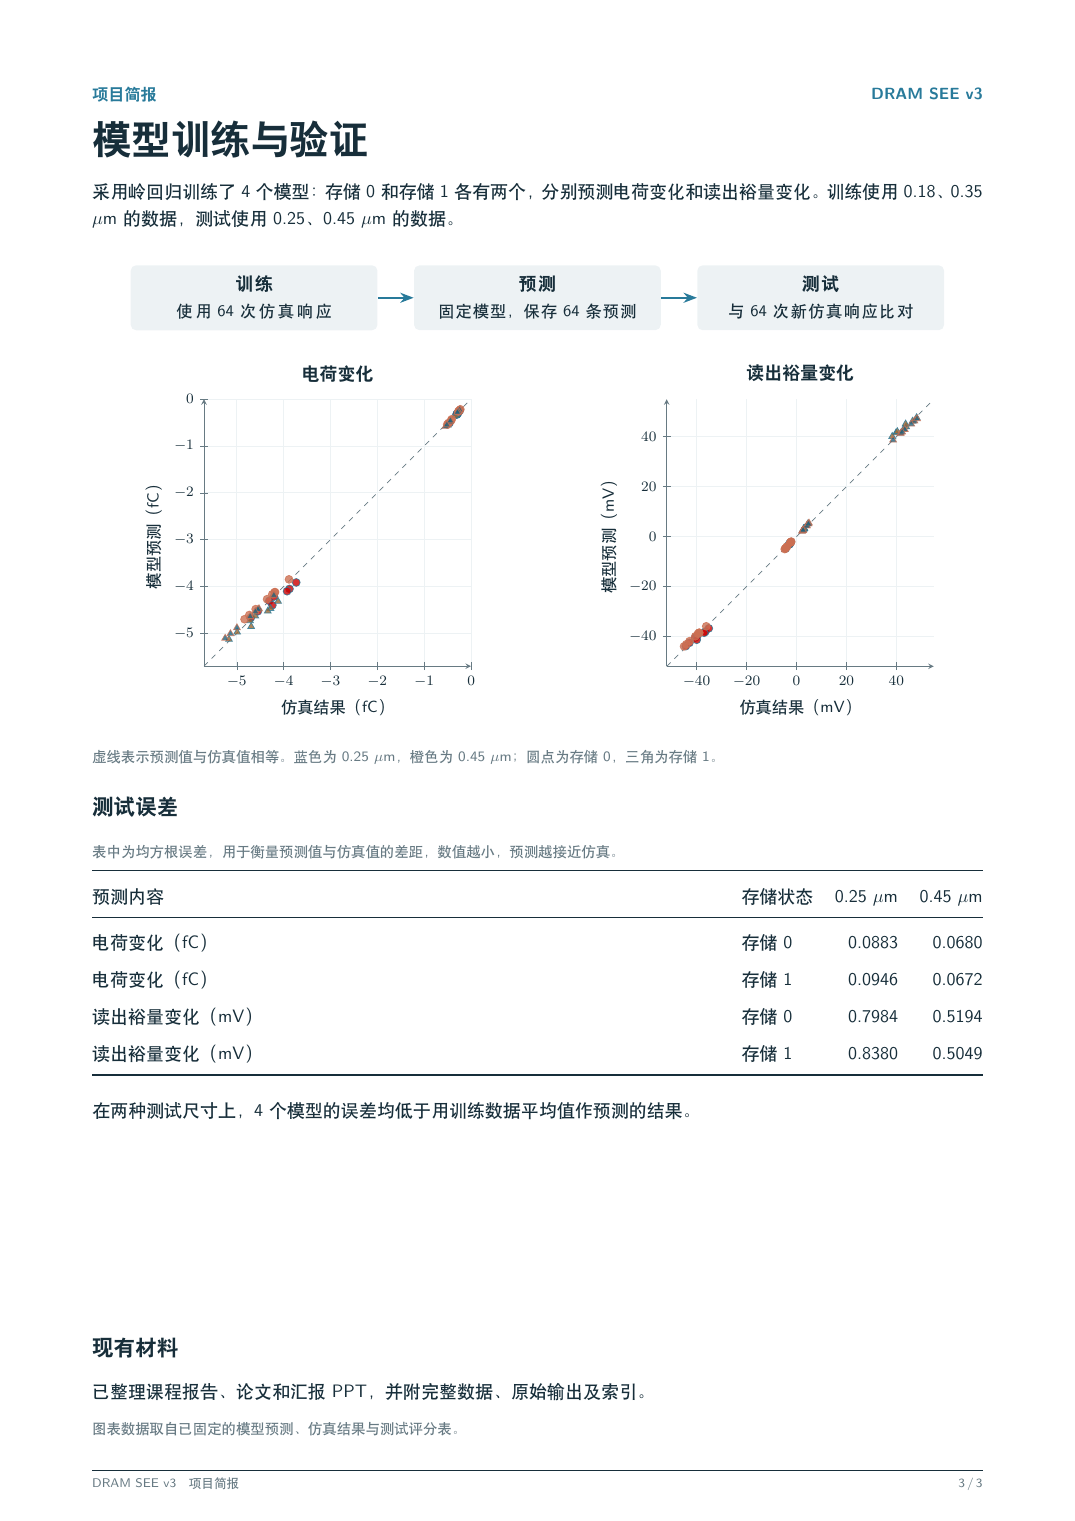 项目简报 DRAM SEE v3
模型训练与验证
采用岭回归训练了 4 个模型：存储 0 和存储 1 各有两个，分别预测电荷变化和读出裕量变化。训练使用 0.18、0.35
μm 的数据，测试使用 0.25、0.45 μm 的数据。
训练
使用 64 次仿真响应
预测
固定模型，保存 64 条预测
测试
与 64 次新仿真响应比对
电荷变化
模型预测（fC）
0
−1
−2
−3
−4
−5
−5 −4 −3 −2 −1 0
仿真结果（fC）
读出裕量变化
模型预测（mV）
40
20
0
−20
−40
−40 −20 0 20 40
仿真结果（mV）
虚线表示预测值与仿真值相等。蓝色为 0.25 μm，橙色为 0.45 μm；圆点为存储 0，三角为存储 1。
测试误差
表中为均方根误差，用于衡量预测值与仿真值的差距，数值越小，预测越接近仿真。
预测内容 存储状态 0.25 μm 0.45 μm
电荷变化（fC） 存储 0 0.0883 0.0680
电荷变化（fC） 存储 1 0.0946 0.0672
读出裕量变化（mV） 存储 0 0.7984 0.5194
读出裕量变化（mV） 存储 1 0.8380 0.5049
在两种测试尺寸上，4 个模型的误差均低于用训练数据平均值作预测的结果。
现有材料
已整理课程报告、论文和汇报 PPT，并附完整数据、原始输出及索引。
图表数据取自已固定的模型预测、仿真结果与测试评分表。
DRAM SEE v3 项目简报 3 / 3